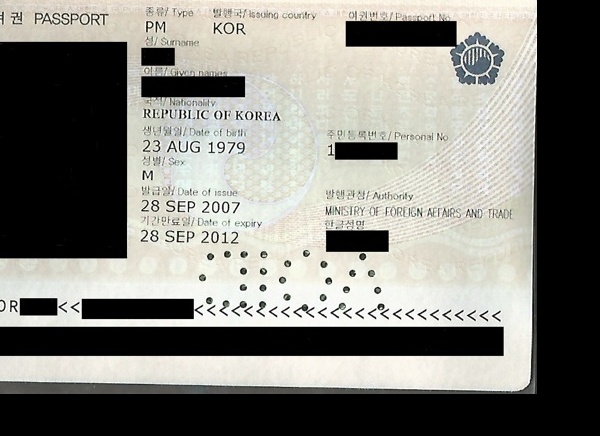 여권 PASSPORT
종류/ Type 발행국/ Issuing country 여권번호/ Passport No.
PM KOR
성/ Surname
이름/ Given names
국적/ Nationality
REPUBLIC OF KOREA
생년월일/ Date of birth 주민등록번호/ Personal No.
23 AUG 1979 1
성별/ Sex
M
발급일/ Date of issue 발행관청/ Authority
28 SEP 2007 MINISTRY OF FOREIGN AFFAIRS AND TRADE
기간만료일/ Date of expiry 한글성명
28 SEP 2012
OR <<  <<<<<<<<<<<<<<<<<<<<<<<